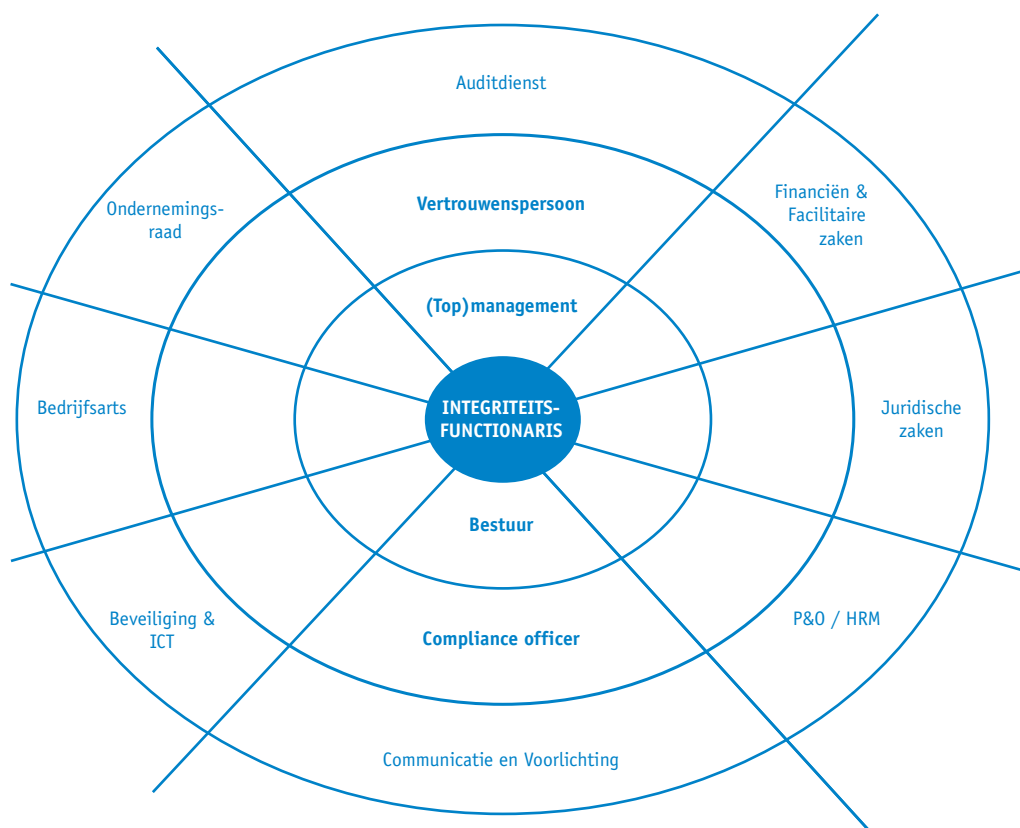 Auditdienst
Ondernemings-
raad
Vertrouwenspersoon
Financiën &
Facilitaire
zaken
(Top)management
Bedrijfsarts
INTEGRITEITS-
FUNCTIONARIS
Juridische
zaken
Bestuur
Beveiliging &
ICT
Compliance officer
P&O / HRM
Communicatie en Voorlichting